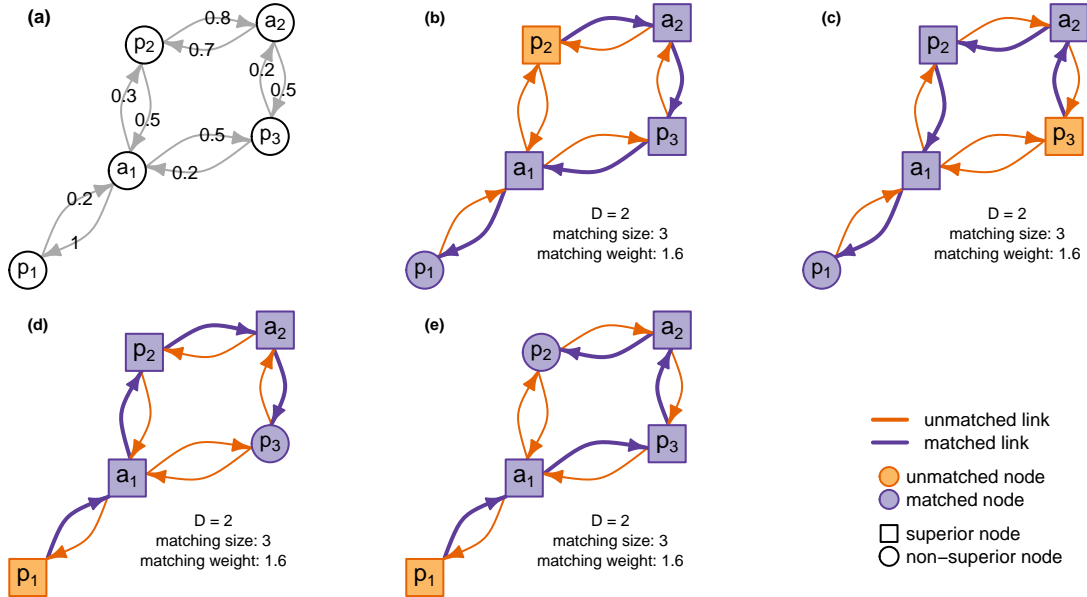 (a)
0.8
a2
p2
0.7
0.2
0.3
0.5
0.5
0.5
p3
a1
0.2
0.2
1
p1
(b)
a2
p2
p3
a1
D = 2
matching size: 3
matching weight: 1.6
p1
(c)
a2
p2
p3
a1
D = 2
matching size: 3
matching weight: 1.6
p1
(d)
a2
p2
p3
a1
D = 2
matching size: 3
matching weight: 1.6
p1
(e)
a2
p2
p3
a1
D = 2
matching size: 3
matching weight: 1.6
p1
unmatched link
matched link
unmatched node
matched node
superior node
non−superior node